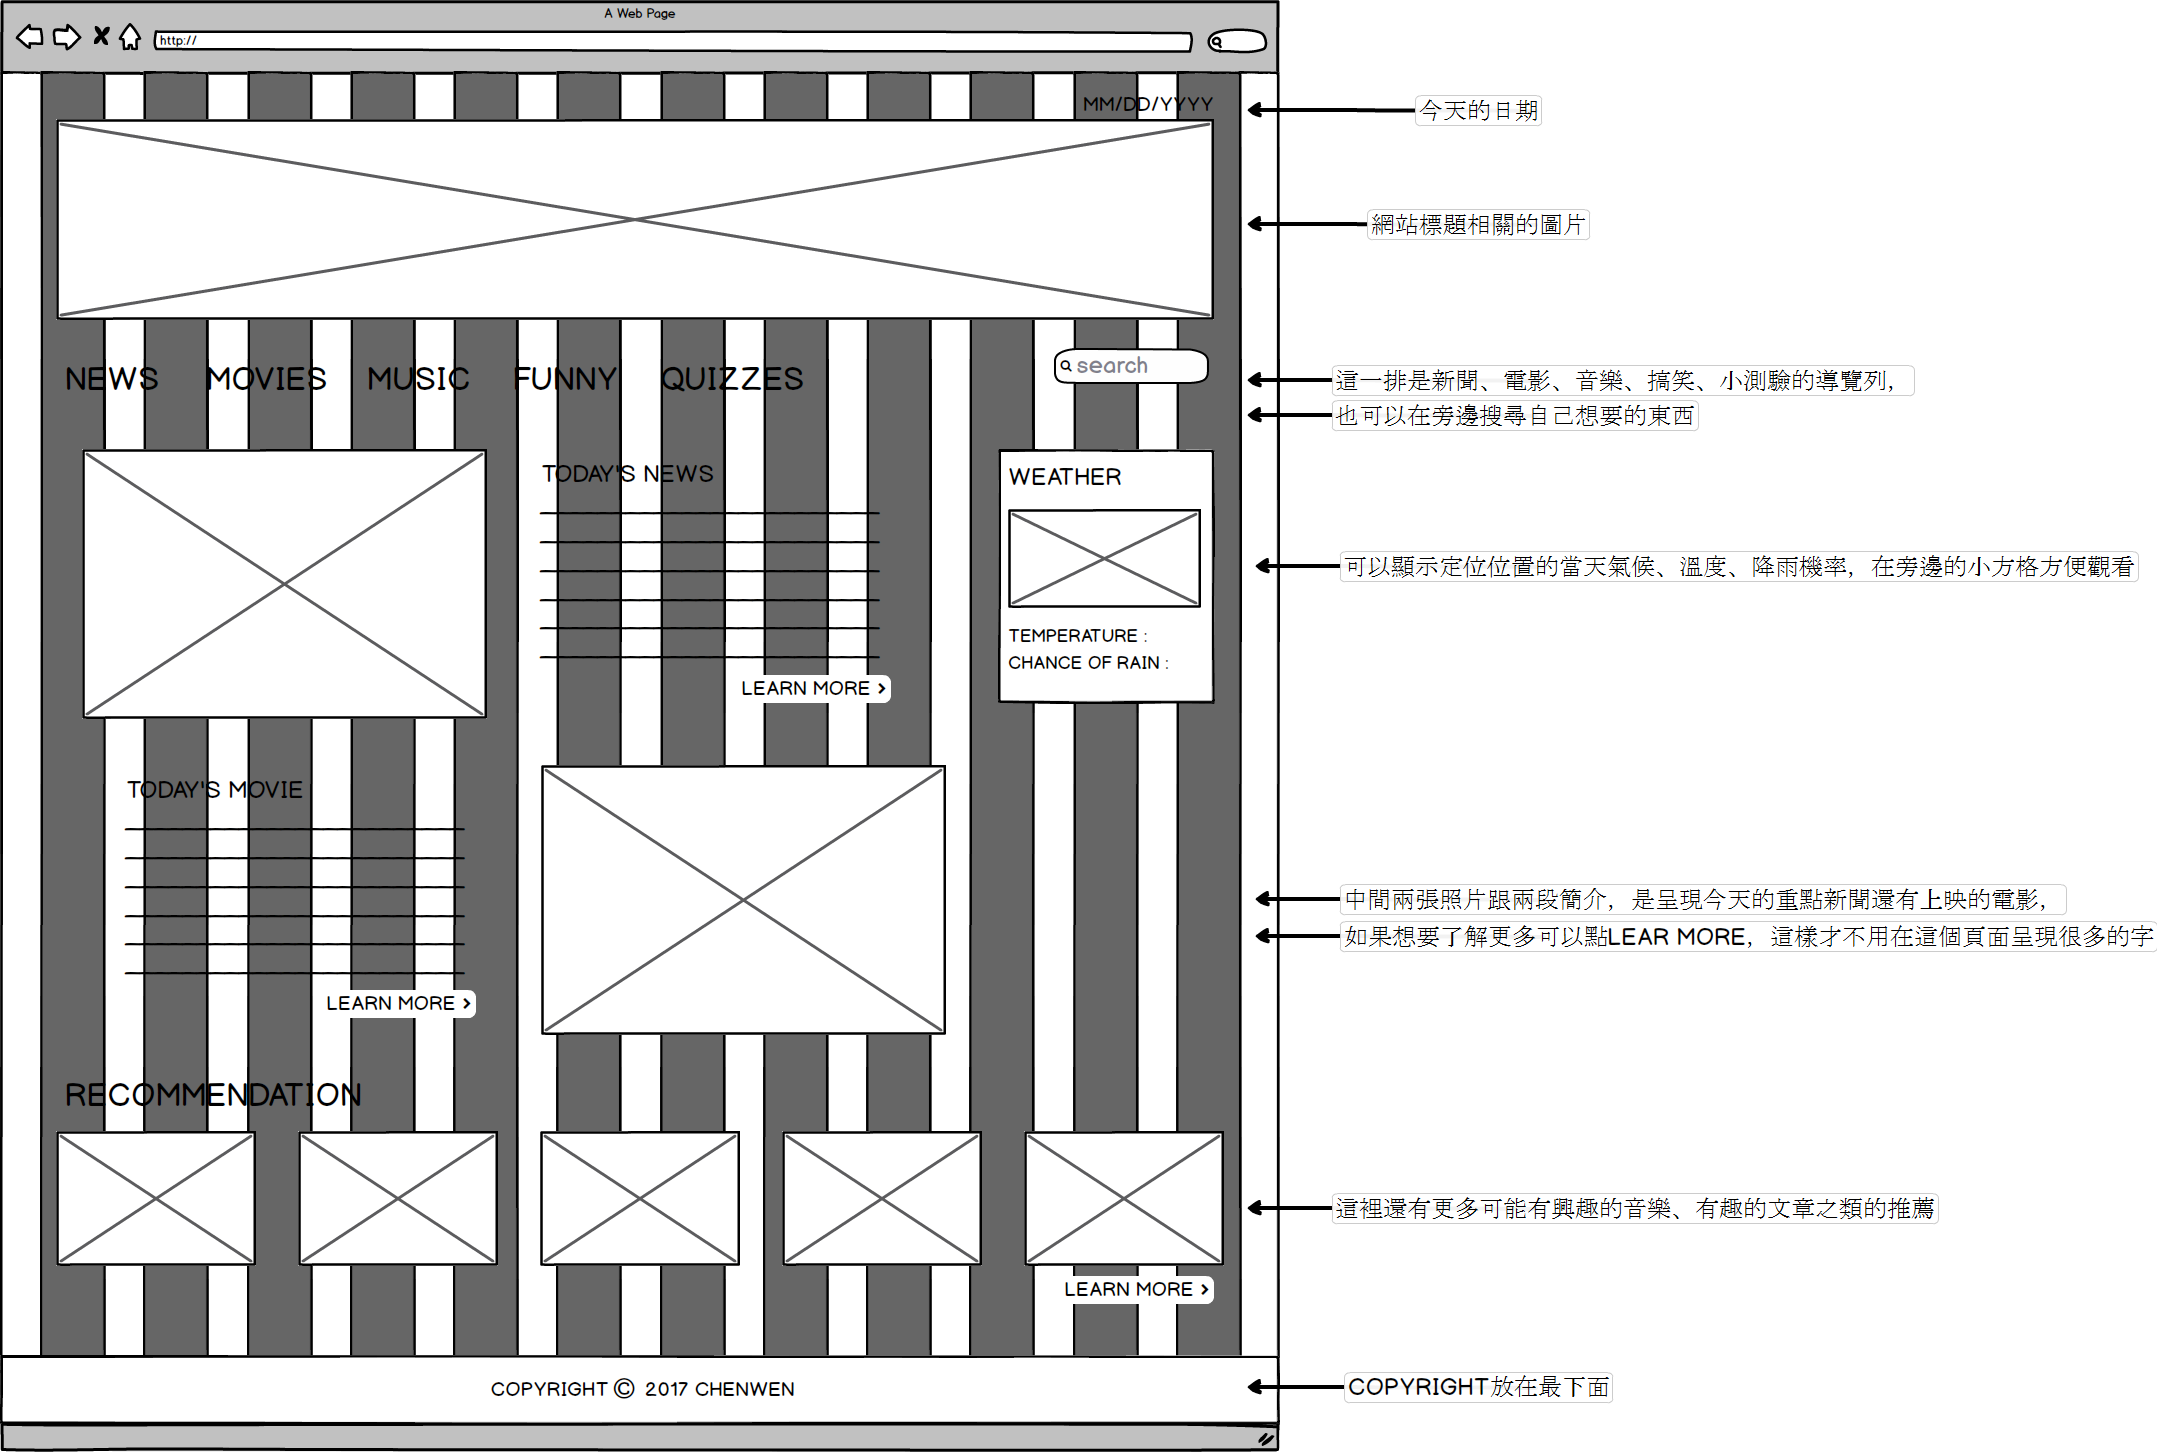 A Web Page
http://
MM/DD/YYYY
今天的日期
網站標題相關的圖片
NEWS MOVIES MUSIC FUNNY QUIZZES
search
這一排是新聞、電影、音樂、搞笑、小測驗的導覽列，
也可以在旁邊搜尋自己想要的東西
TODAY'S NEWS
LEARN MORE >
WEATHER
TEMPERATURE :
CHANCE OF RAIN :
可以顯示定位位置的當天氣候、溫度、降雨機率，在旁邊的小方格方便觀看
TODAY'S MOVIE
LEARN MORE >
中間兩張照片跟兩段簡介，是呈現今天的重點新聞還有上映的電影，
如果想要了解更多可以點LEAR MORE，這樣才不用在這個頁面呈現很多的字
RECOMMENDATION
這裡還有更多可能有興趣的音樂、有趣的文章之類的推薦
LEARN MORE >
COPYRIGHT © 2017 CHENWEN
COPYRIGHT放在最下面